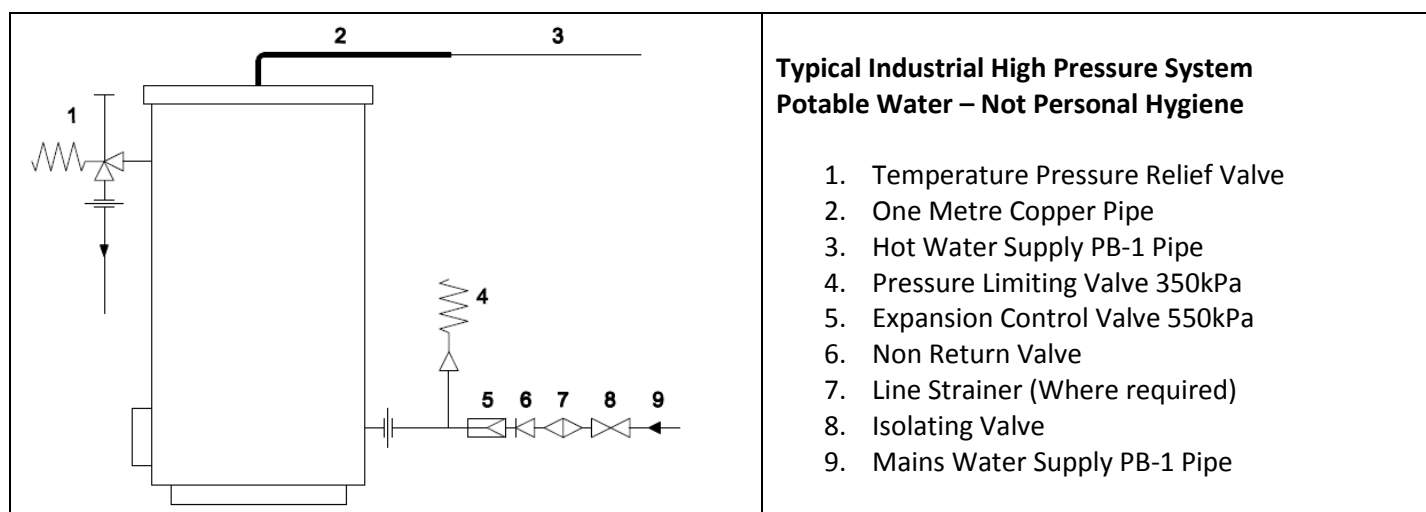 2
3
1
4
5 6 7 8 9
Typical Industrial High Pressure System
Potable Water – Not Personal Hygiene
1. Temperature Pressure Relief Valve
2. One Metre Copper Pipe
3. Hot Water Supply PB-1 Pipe
4. Pressure Limiting Valve 350kPa
5. Expansion Control Valve 550kPa
6. Non Return Valve
7. Line Strainer (Where required)
8. Isolating Valve
9. Mains Water Supply PB-1 Pipe